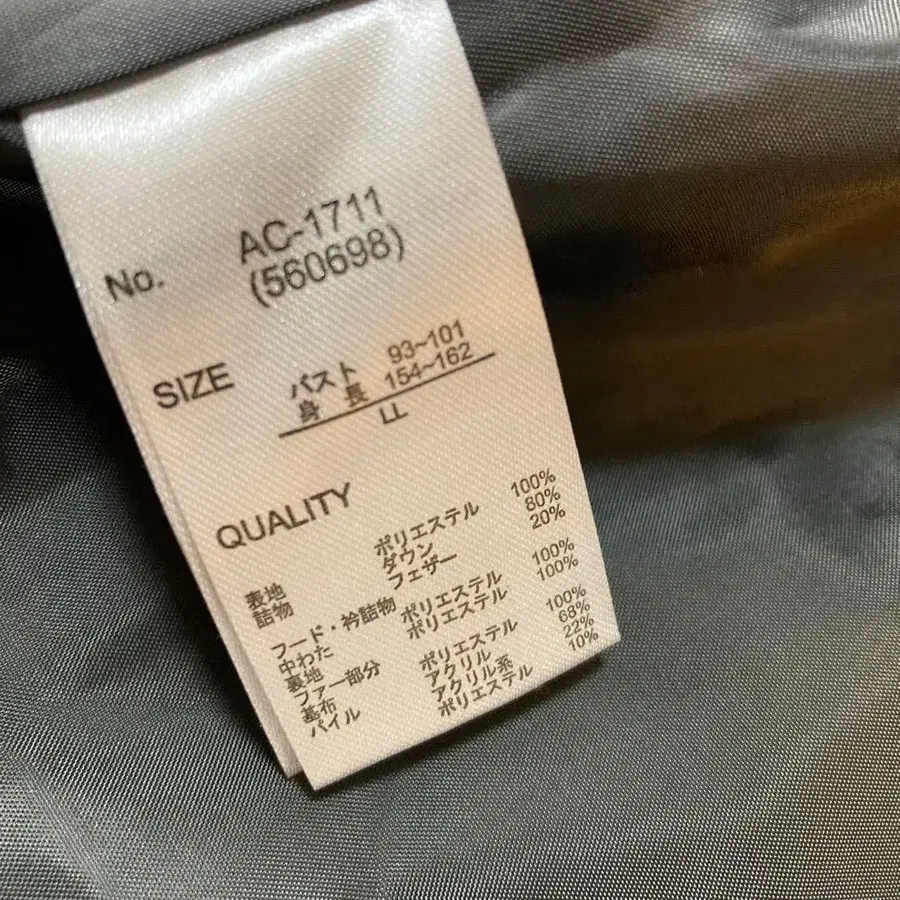 No. AC-1711
(560698)
SIZE バスト 93~101
身 長 154~162
LL
QUALITY
表地 ポリエステル 100%
詰物 ダウン 80%
フェザー 20%
フード・衿詰物
中わた ポリエステル 100%
裏地 ポリエステル 100%
ファー部分
基布 ポリエステル 100%
パイル アクリル 68%
アクリル系 22%
ポリエステル 10%